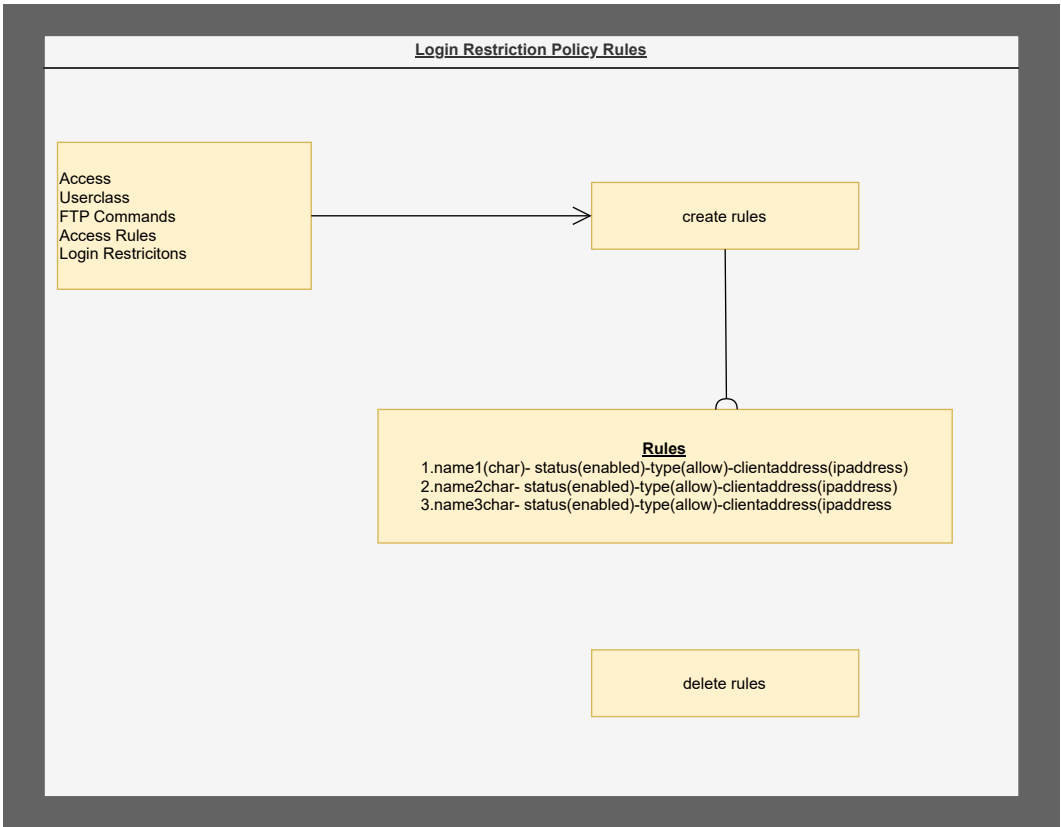 Login Restriction Policy Rules
Access
Userclass
FTP Commands
Access Rules
Login Restricitons
create rules
Rules
1.name1(char)- status(enabled)-type(allow)-clientaddress(ipaddress)
2.name2char- status(enabled)-type(allow)-clientaddress(ipaddress)
3.name3char- status(enabled)-type(allow)-clientaddress(ipaddress
delete rules